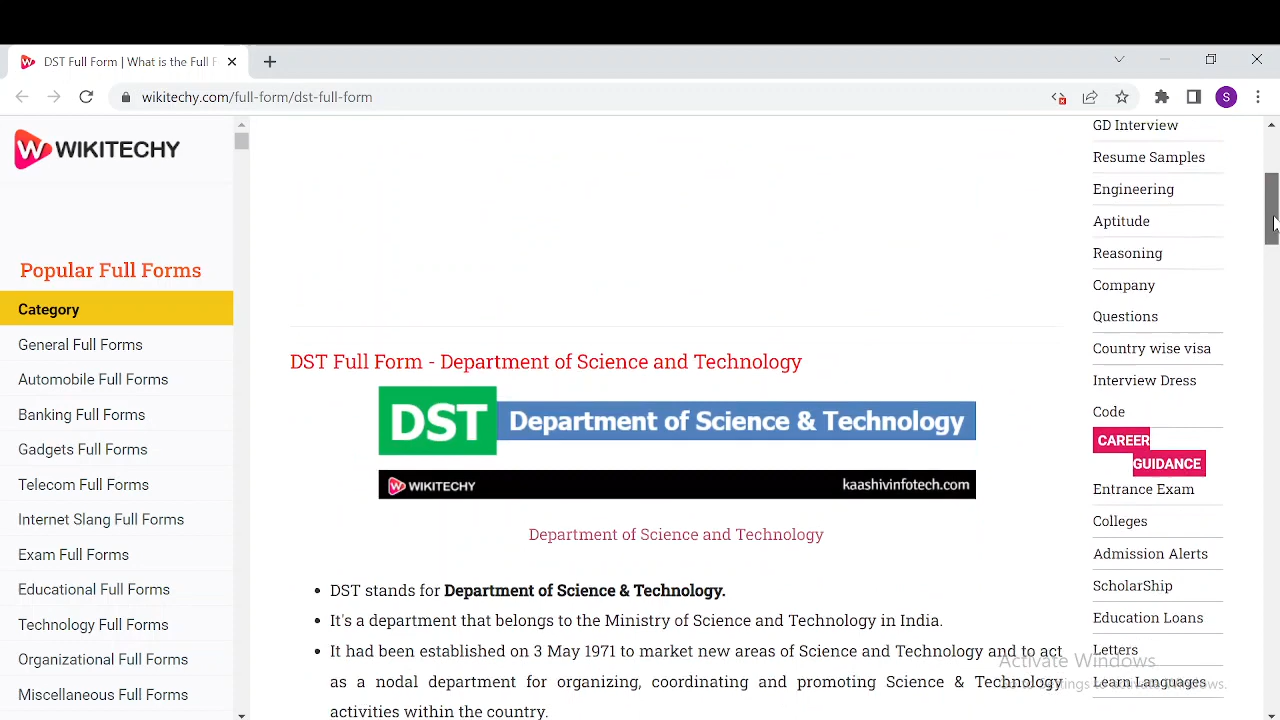 DST Full Form | What is the Full F
wikitechy.com/full-form/dst-full-form
S
W WIKITECHY
Popular Full Forms
Category
General Full Forms
Automobile Full Forms
Banking Full Forms
Gadgets Full Forms
Telecom Full Forms
Internet Slang Full Forms
Exam Full Forms
Educational Full Forms
Technology Full Forms
Organizational Full Forms
Miscellaneous Full Forms
DST Full Form - Department of Science and Technology
DST Department of Science & Technology
WIKITECHY kaashivinfotech.com
Department of Science and Technology
• DST stands for Department of Science & Technology.
• It's a department that belongs to the Ministry of Science and Technology in India.
• It had been established on 3 May 1971 to market new areas of Science and Technology and to act
as a nodal department for organizing, coordinating and promoting Science & Technology
activities within the country.
GD Interview
Resume Samples
Engineering
Aptitude
Reasoning
Company
Questions
Country wise visa
Interview Dress
Code
CAREER
GUIDANCE
Entrance Exam
Colleges
Admission Alerts
ScholarShip
Education Loans
Letters
Learn Languages
Activate Windows
Go to Settings to activate Windows.